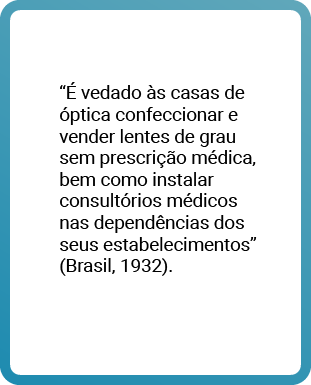 “É vedado às casas de
óptica confeccionar e
vender lentes de grau
sem prescrição médica,
bem como instalar
consultórios médicos
nas dependências dos
seus estabelecimentos”
(Brasil, 1932).